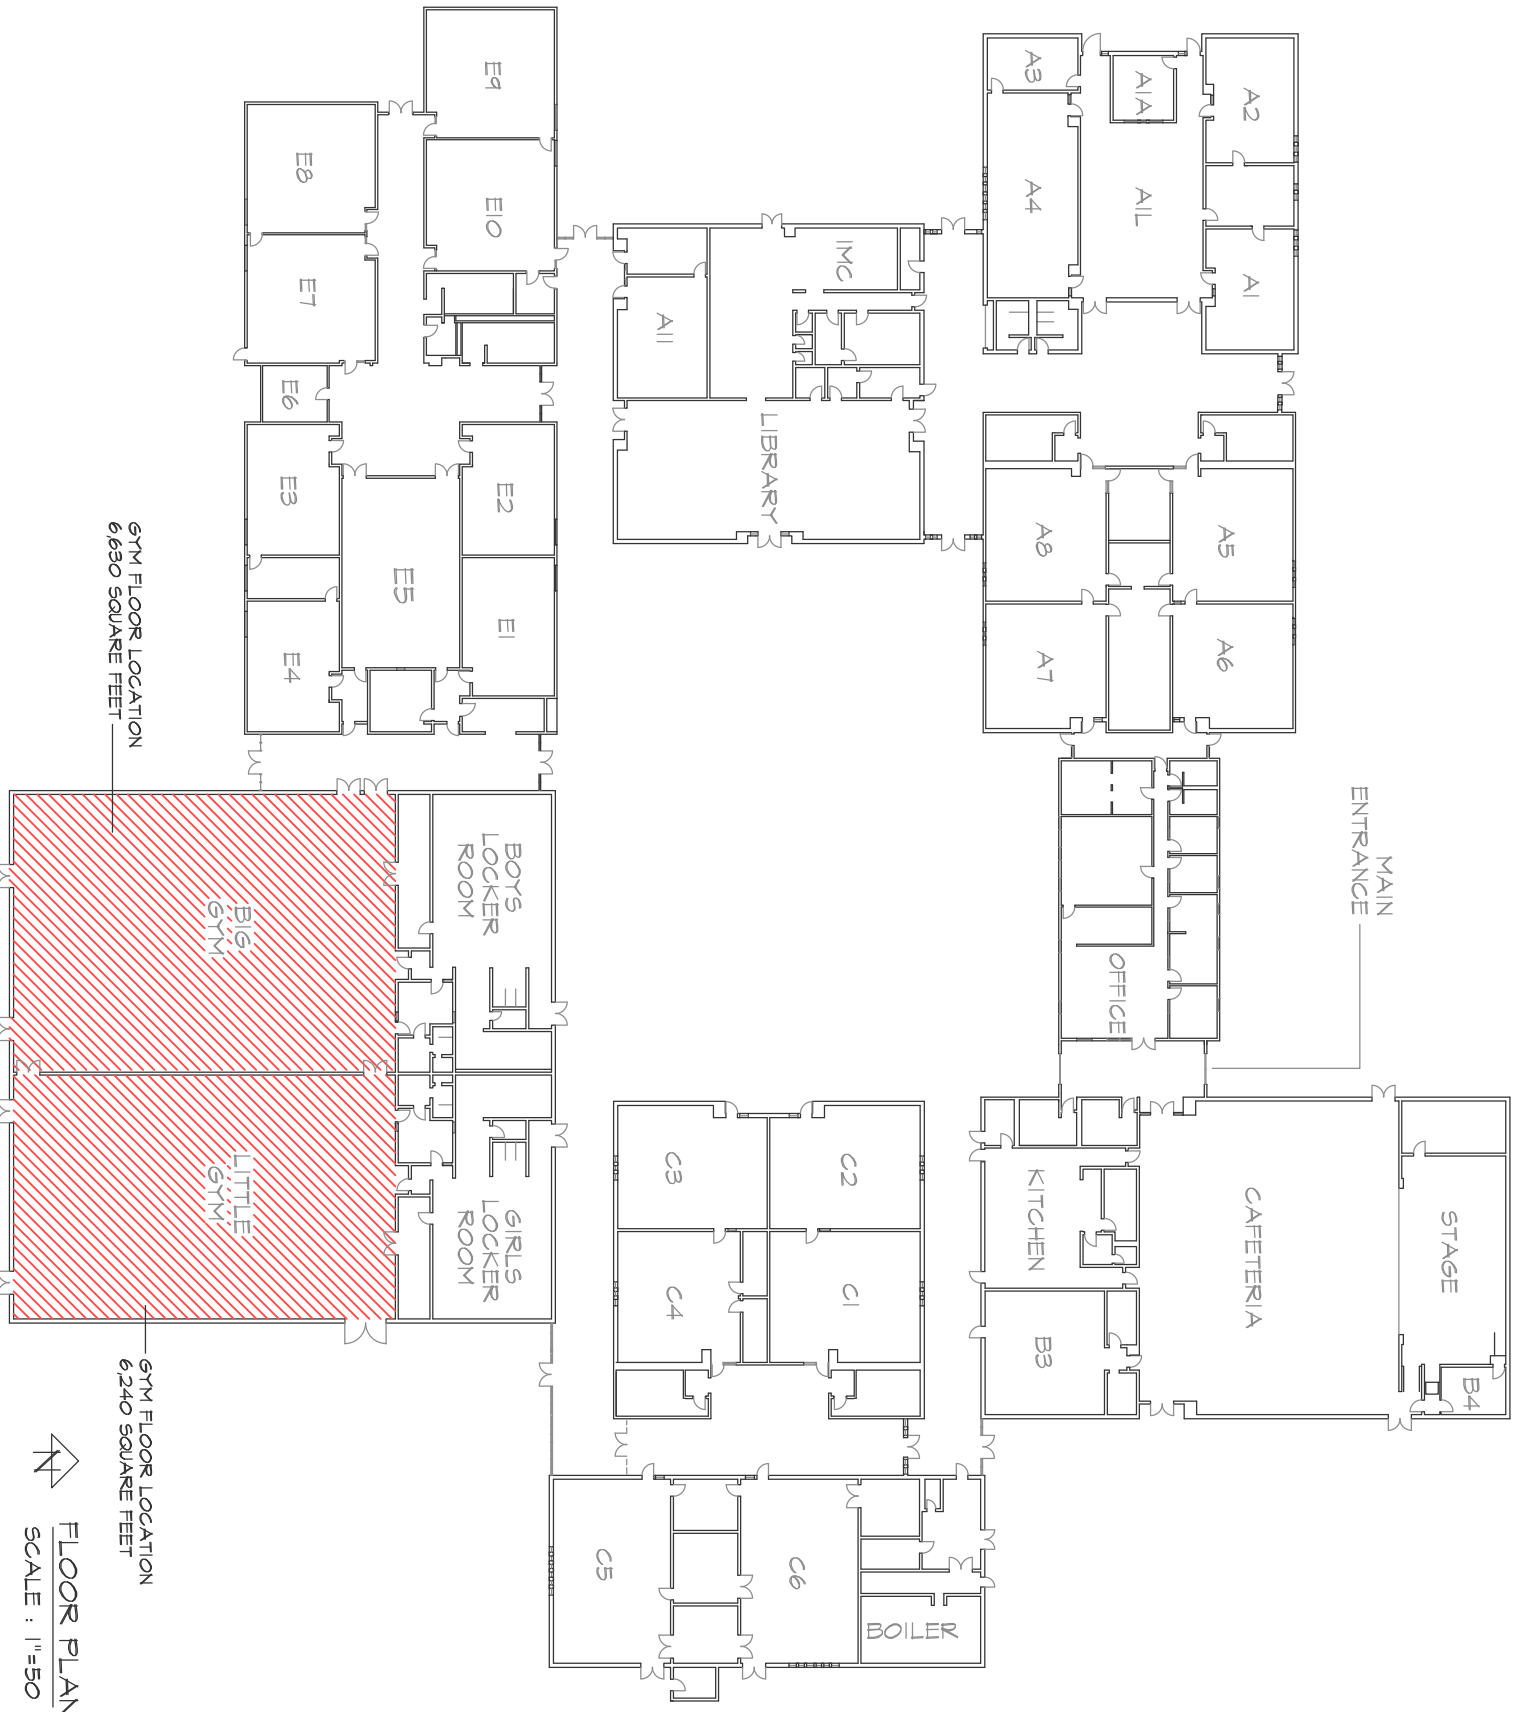 E9
E8
E10
E7
E6
E3
E2
E5
E1
E4
A3
A1A
A2
A4
A1L
A1
IMC
A11
LIBRARY
A8
A5
A7
A6
MAIN
ENTRANCE
OFFICE
GYM FLOOR LOCATION
6,630 SQUARE FEET
BIG
GYM
BOYS
LOCKER
ROOM
LITTLE
GYM
GIRLS
LOCKER
ROOM
GYM FLOOR LOCATION
6,240 SQUARE FEET
C3
C2
C4
C1
KITCHEN
CAFETERIA
STAGE
B3
B4
C5
C6
BOILER
N
FLOOR PLAN
SCALE : 1"=50